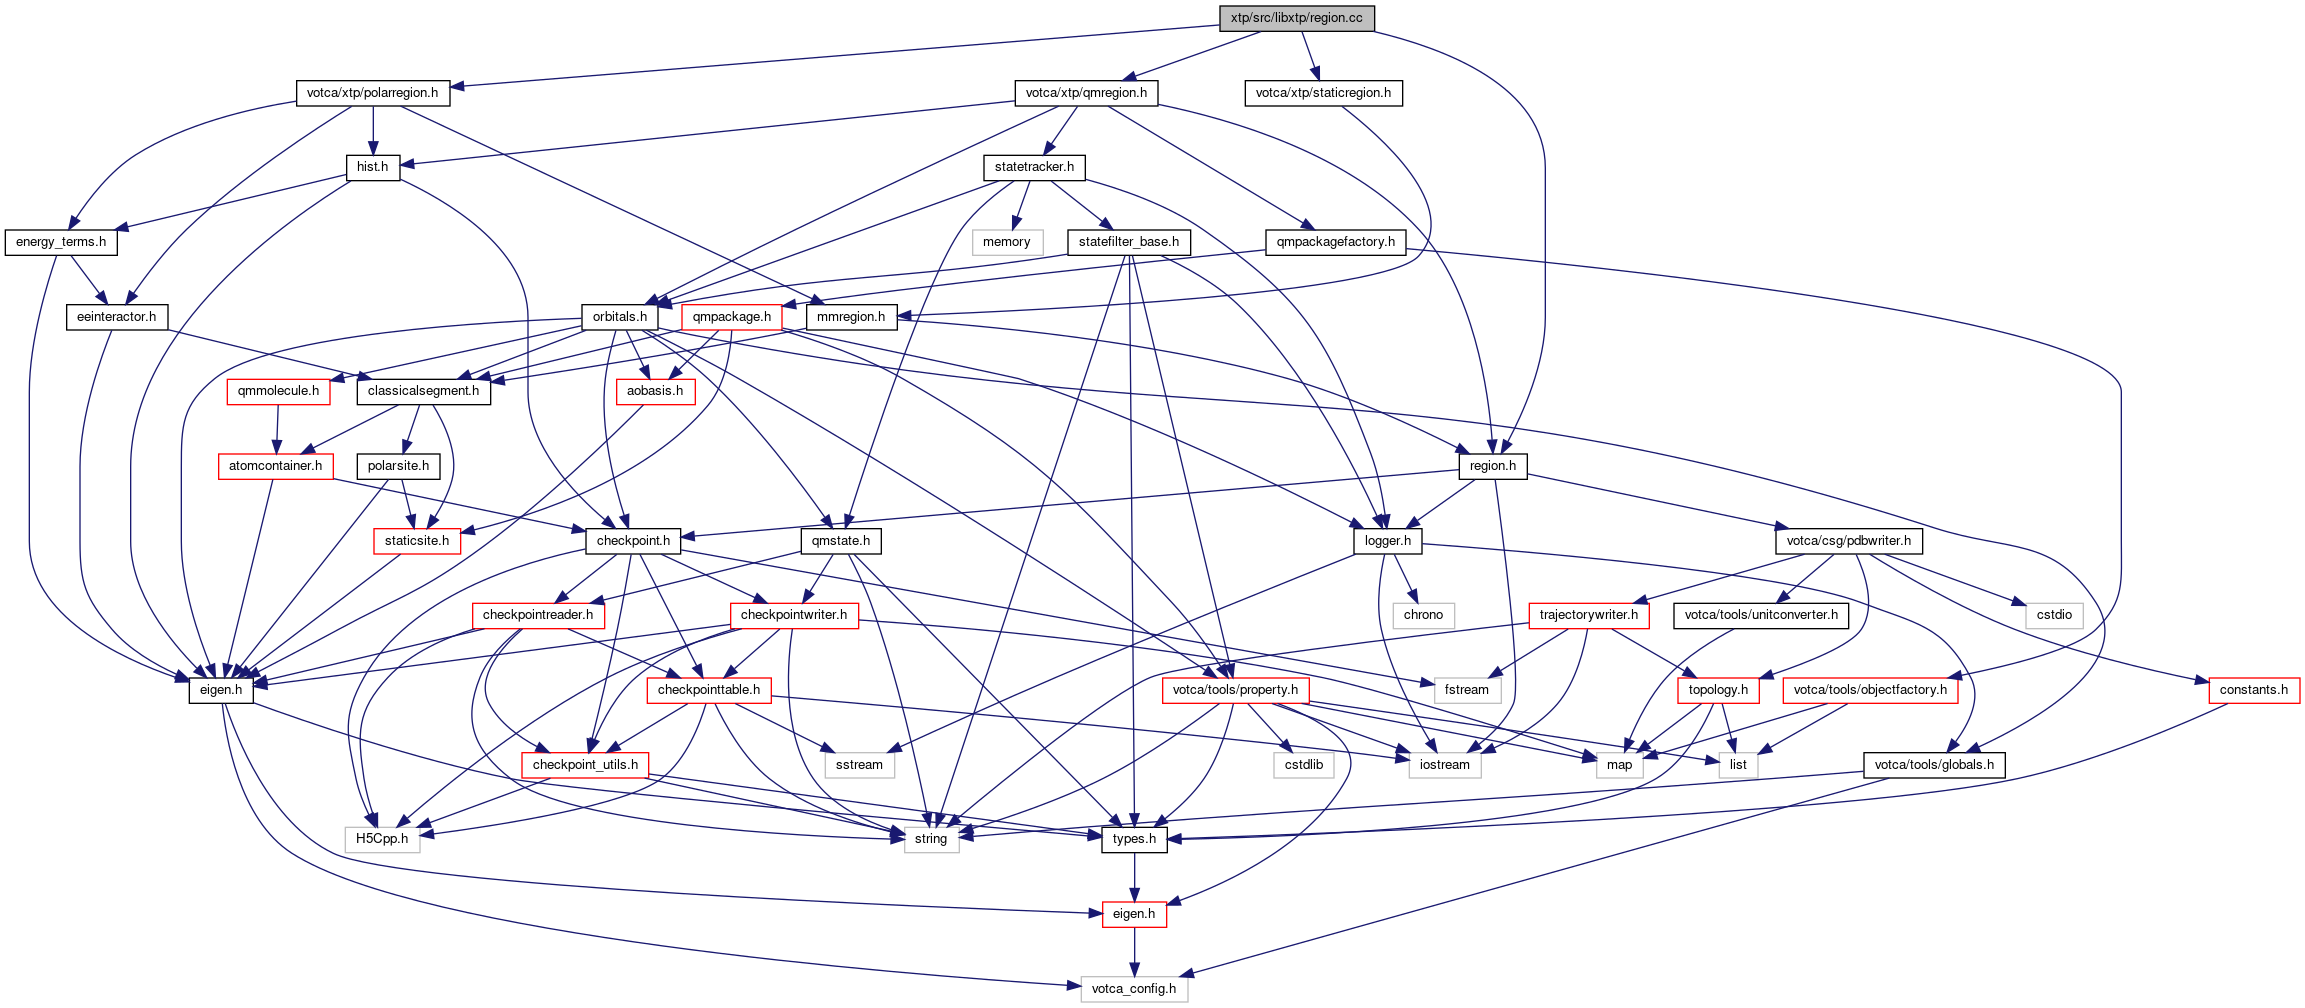 xtp/src/libxtp/region.cc
votca/xtp/polarregion.h
votca/xtp/qmregion.h
votca/xtp/staticregion.h
hist.h
statetracker.h
energy_terms.h
memory
statefilter_base.h
qmpackagefactory.h
eeinteractor.h
orbitals.h
qmpackage.h
mmregion.h
qmmolecule.h
classicalsegment.h
aobasis.h
atomcontainer.h
polarsite.h
region.h
staticsite.h
checkpoint.h
qmstate.h
logger.h
votca/csg/pdbwriter.h
checkpointreader.h
checkpointwriter.h
chrono
trajectorywriter.h
votca/tools/unitconverter.h
cstdio
eigen.h
checkpointtable.h
votca/tools/property.h
fstream
topology.h
votca/tools/objectfactory.h
constants.h
checkpoint_utils.h
sstream
cstdlib
iostream
map
list
votca/tools/globals.h
H5Cpp.h
string
types.h
eigen.h
votca_config.h